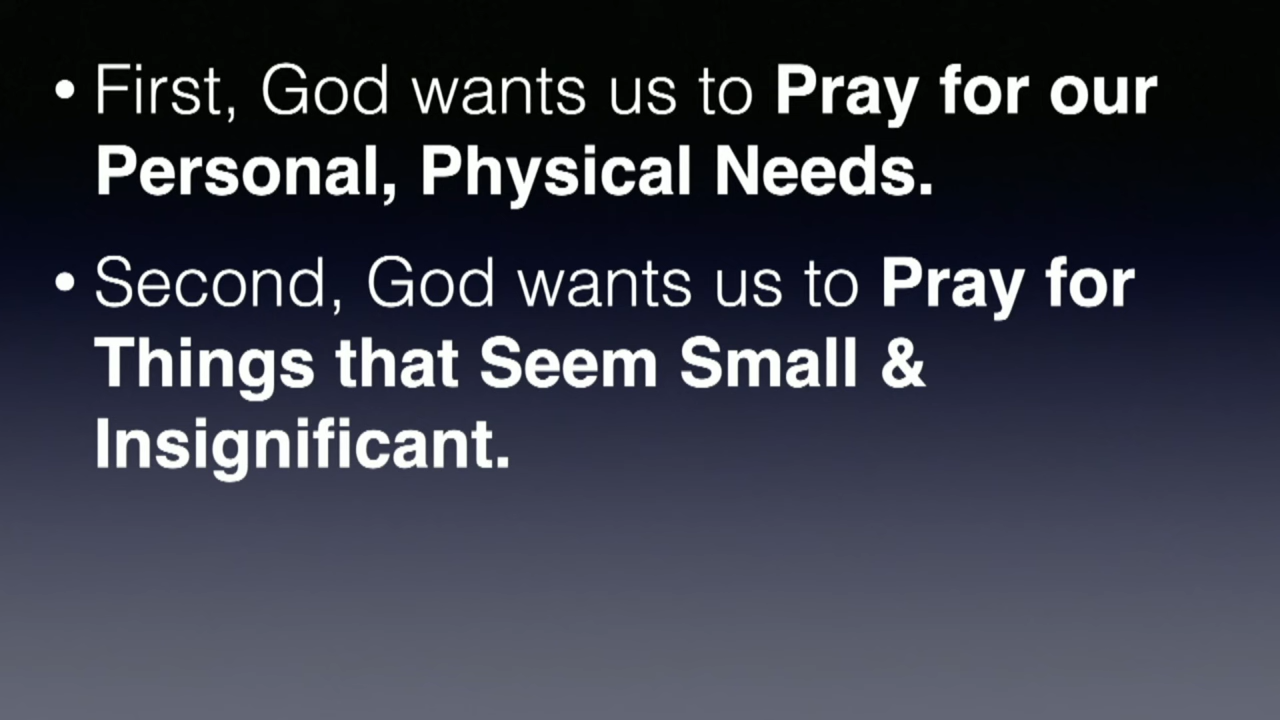 • First, God wants us to Pray for our
Personal, Physical Needs.
• Second, God wants us to Pray for
Things that Seem Small &
Insignificant.